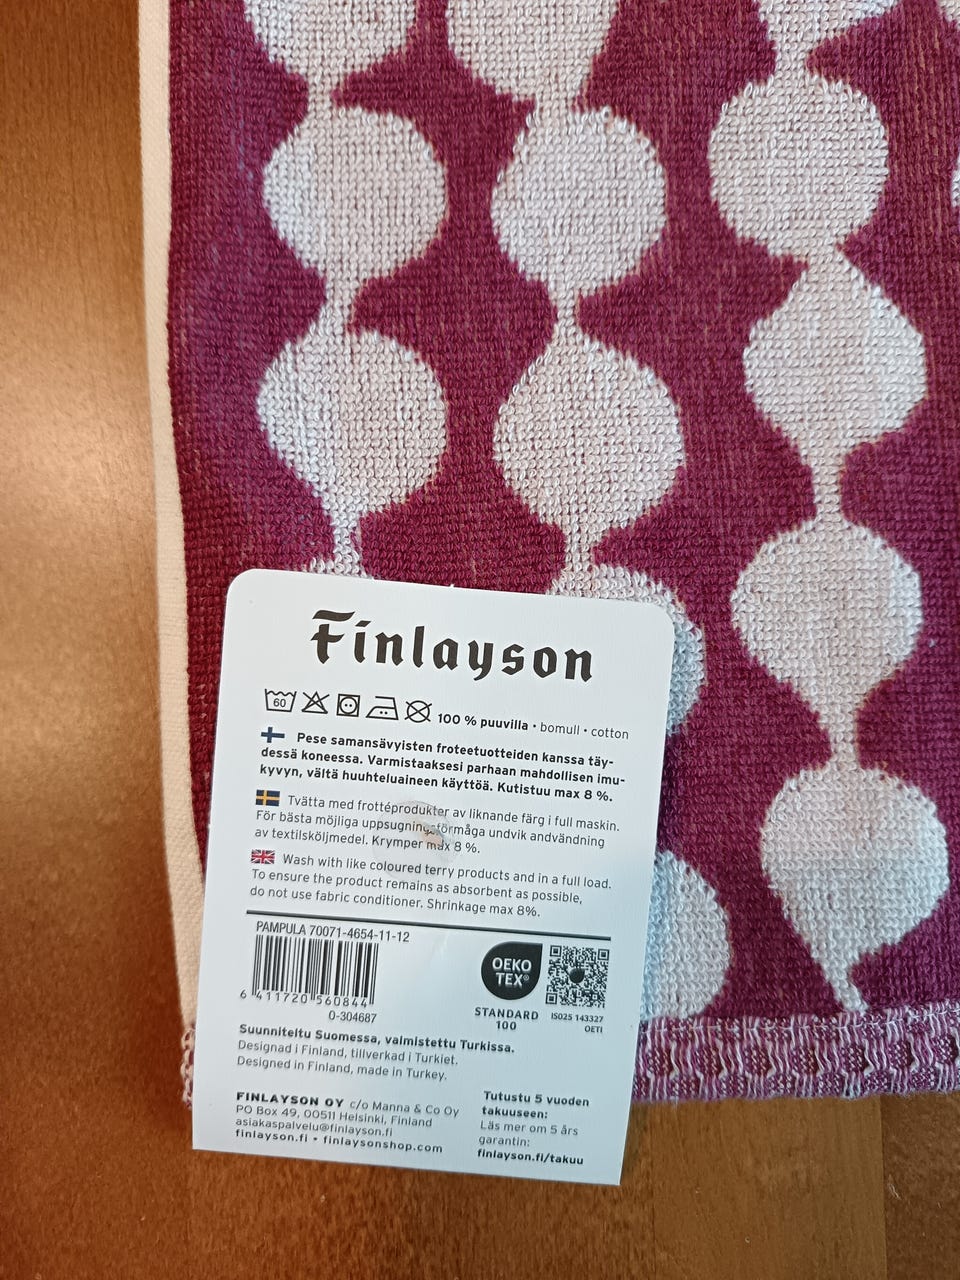 Finlayson
60
100 % puuvilla • bomull • cotton
Pese samansävyisten froteetuotteiden kanssa täy-
dessä koneessa. Varmistaaksesi parhaan mahdollisen imu-
kyvyn, vältä huuhteluaineen käyttöä. Kutistuu max 8 %.
Tvätta med frottéprodukter av liknande färg i full maskin.
För bästa möjliga uppsugningsförmåga undvik andvändning
av textilsköljmedel. Krymper max 8 %.
Wash with like coloured terry products and in a full load.
To ensure the product remains as absorbent as possible,
do not use fabric conditioner. Shrinkage max 8%.
PAMPULA 70071-4654-11-12
6 411720 560844
0-304687
OEKO
TEX®
STANDARD
100
IS025 143327
OETI
Suunniteltu Suomessa, valmistettu Turkissa.
Designad i Finland, tillverkad i Turkiet.
Designed in Finland, made in Turkey.
FINLAYSON OY c/o Manna & Co Oy
PO Box 49, 00511 Helsinki, Finland
asiakaspalvelu@finlayson.fi
finlayson.fi • finlaysonshop.com
Tutustu 5 vuoden
takuuseen:
Läs mer om 5 års
garantin:
finlayson.fi/takuu